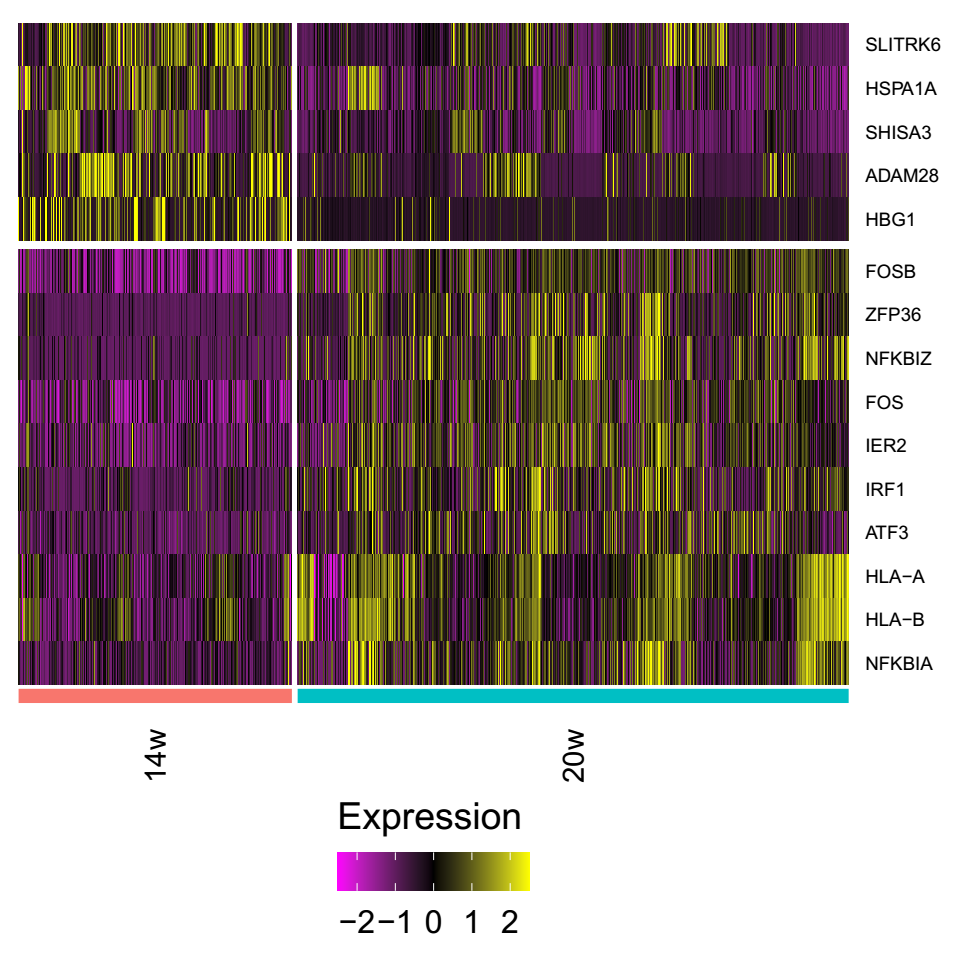 SLITRK6
HSPA1A
SHISA3
ADAM28
HBG1
FOSB
ZFP36
NFKBIZ
FOS
IER2
IRF1
ATF3
HLA−A
HLA−B
NFKBIA
14w
20w
Expression
−2 −1 0 1 2